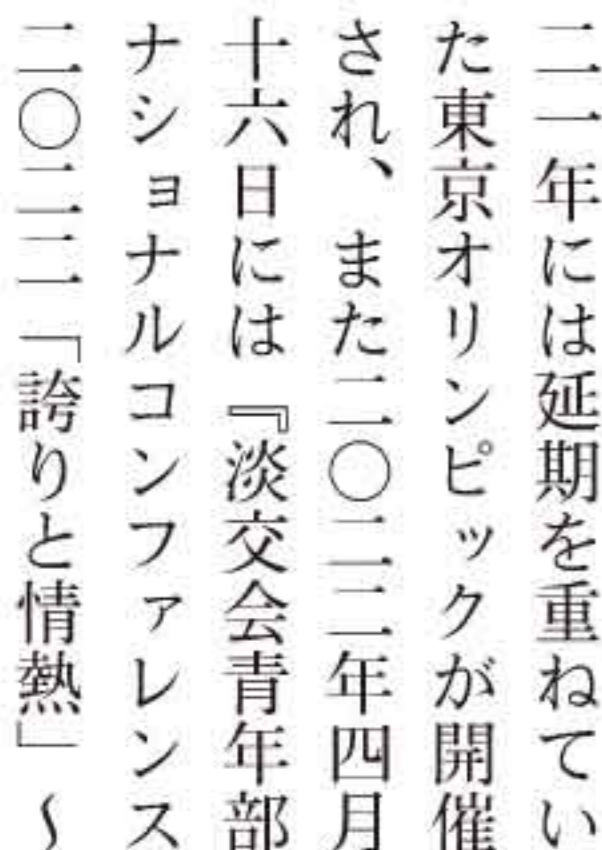 二一年には延期を重ねてい
た東京オリンピックが開催
され、また二〇二二年四月
十六日には『淡交会青年部
ナショナルコンファレンス
二〇二二「誇りと情熱」～